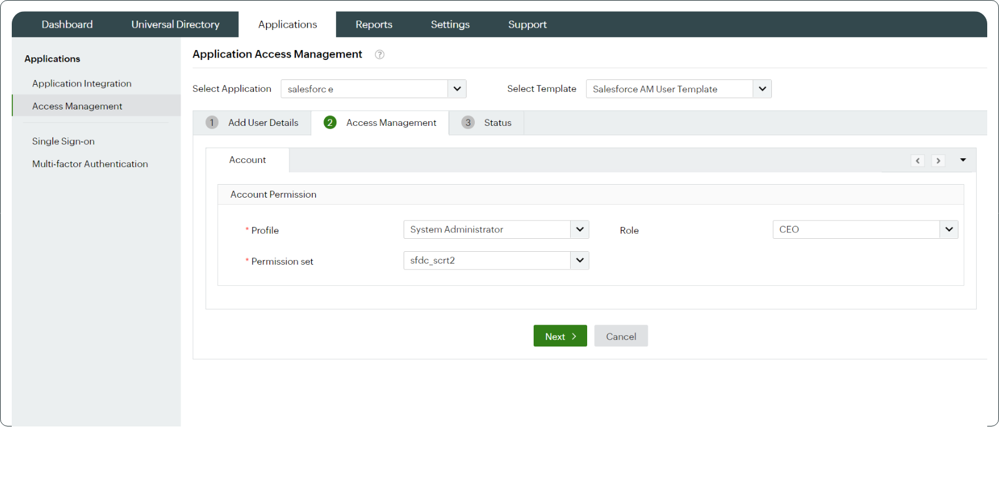 Dashboard Universal Directory Applications Reports Settings Support
Applications
Application Integration
Access Management
Single Sign-on
Multi-factor Authentication
Application Access Management ?
Select Application salesforc e Select Template Salesforce AM User Template
1 Add User Details 2 Access Management 3 Status
Account
Account Permission
* Profile System Administrator Role CEO
* Permission set sfdc_scrt2
Next Cancel